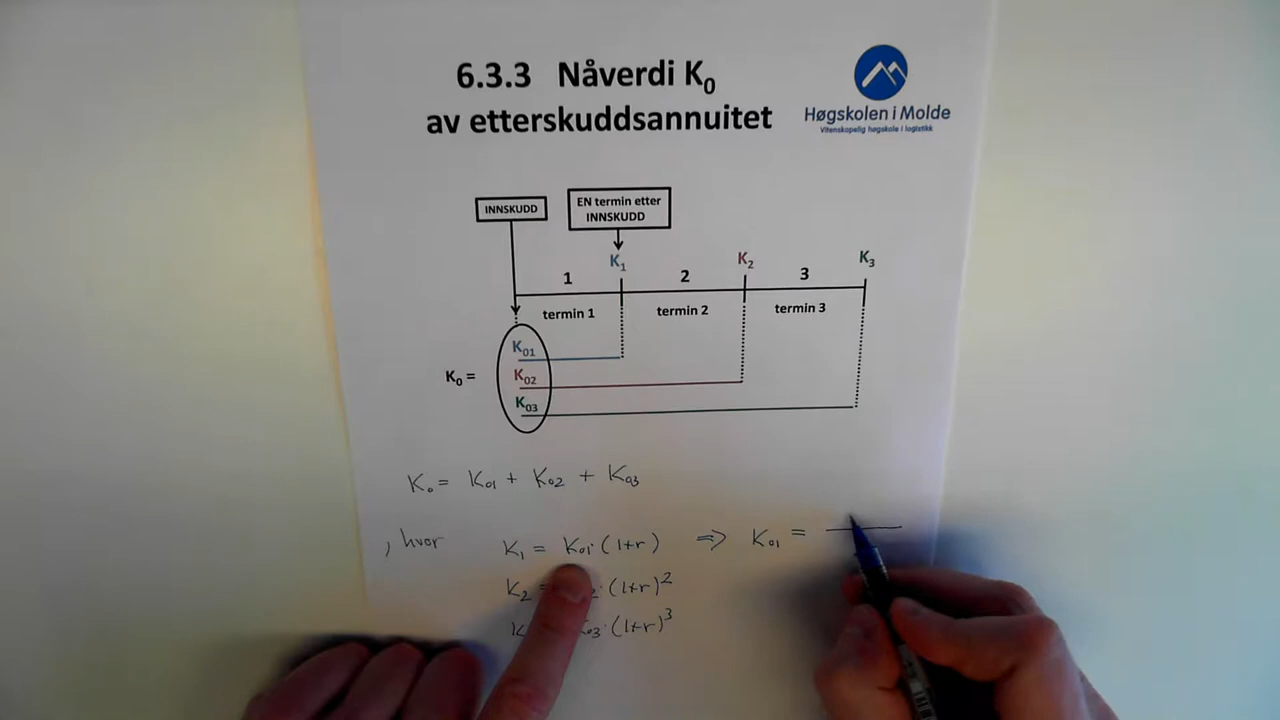 6.3.3 Nåverdi K₀
av etterskuddsannuitet
Høgskolen i Molde
Vitenskapelig høgskole i logistikk
INNSKUDD
EN termin etter
INNSKUDD
K₁ K₂ K₃
1 2 3
termin 1 termin 2 termin 3
K₀ =
K₀₁
K₀₂
K₀₃
K₀ = K₀₁ + K₀₂ + K₀₃
, hvor K₁ = K₀₁·(1+r) ⇒ K₀₁ =
K₂ = ₂·(1+r)²
K ₀₃·(1+r)³